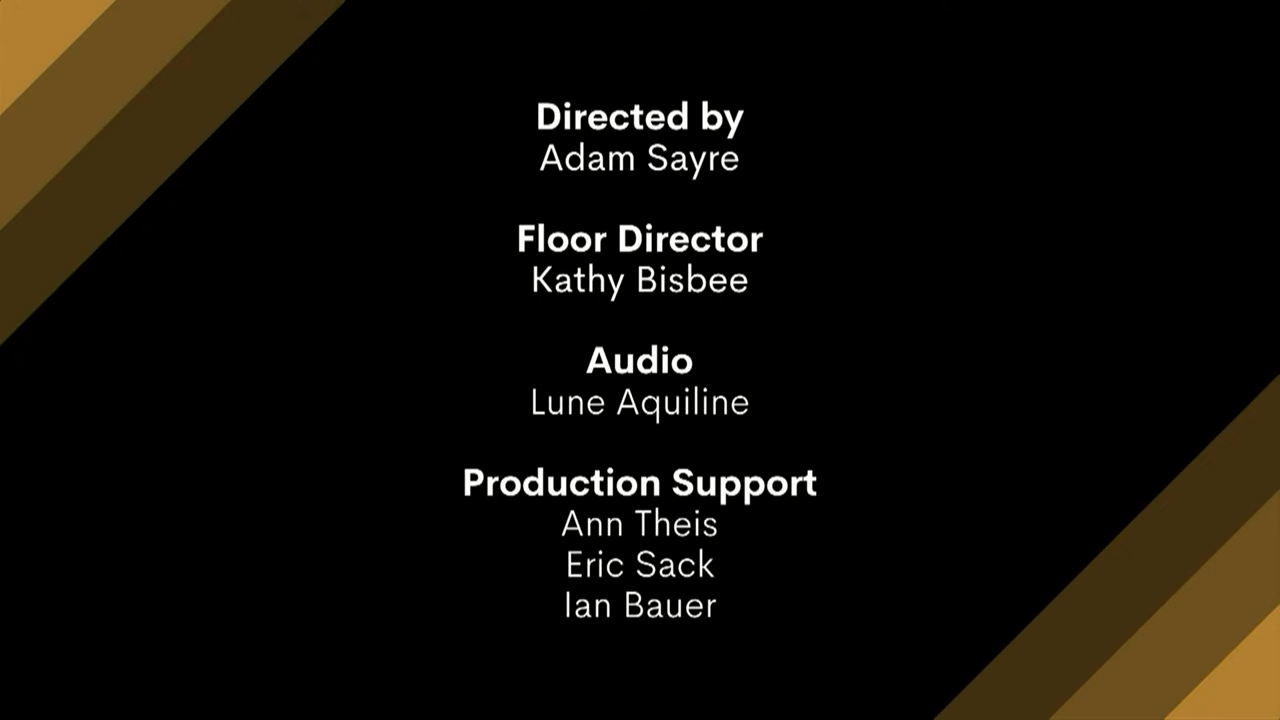 Directed by
Adam Sayre
Floor Director
Kathy Bisbee
Audio
Lune Aquiline
Production Support
Ann Theis
Eric Sack
Ian Bauer